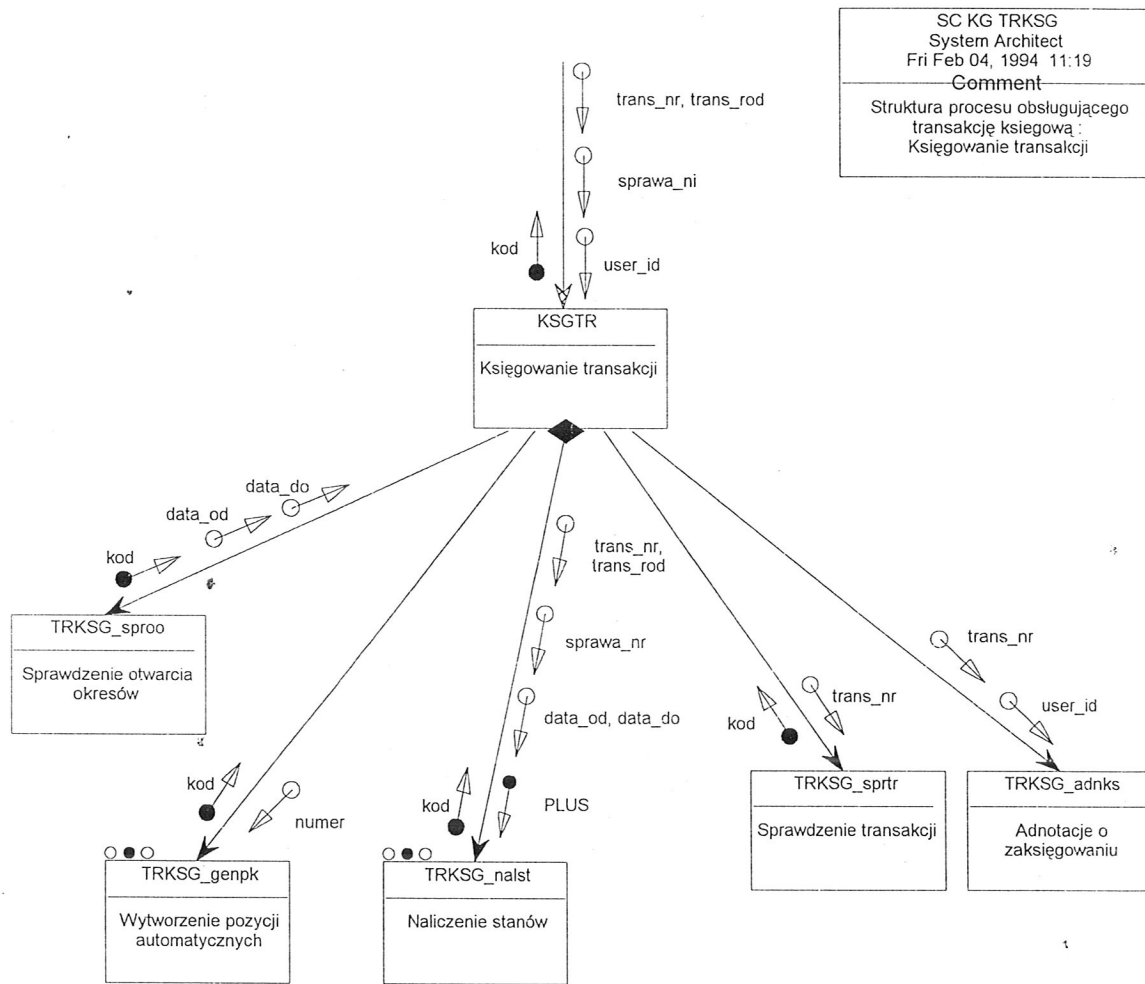 SC KG TRKSG
System Architect
Fri Feb 04, 1994  11:19
Comment
Struktura procesu obsługującego
transakcję ksiegową :
Księgowanie transakcji
trans_nr, trans_rod
sprawa_ni
kod
user_id
KSGTR
Księgowanie transakcji
data_do
data_od
kod
trans_nr,
trans_rod
sprawa_nr
data_od, data_do
kod
PLUS
kod
numer
trans_nr
kod
trans_nr
user_id
TRKSG_sproo
Sprawdzenie otwarcia
okresów
TRKSG_genpk
Wytworzenie pozycji
automatycznych
TRKSG_nalst
Naliczenie stanów
TRKSG_sprtr
Sprawdzenie transakcji
TRKSG_adnks
Adnotacje o
zaksięgowaniu